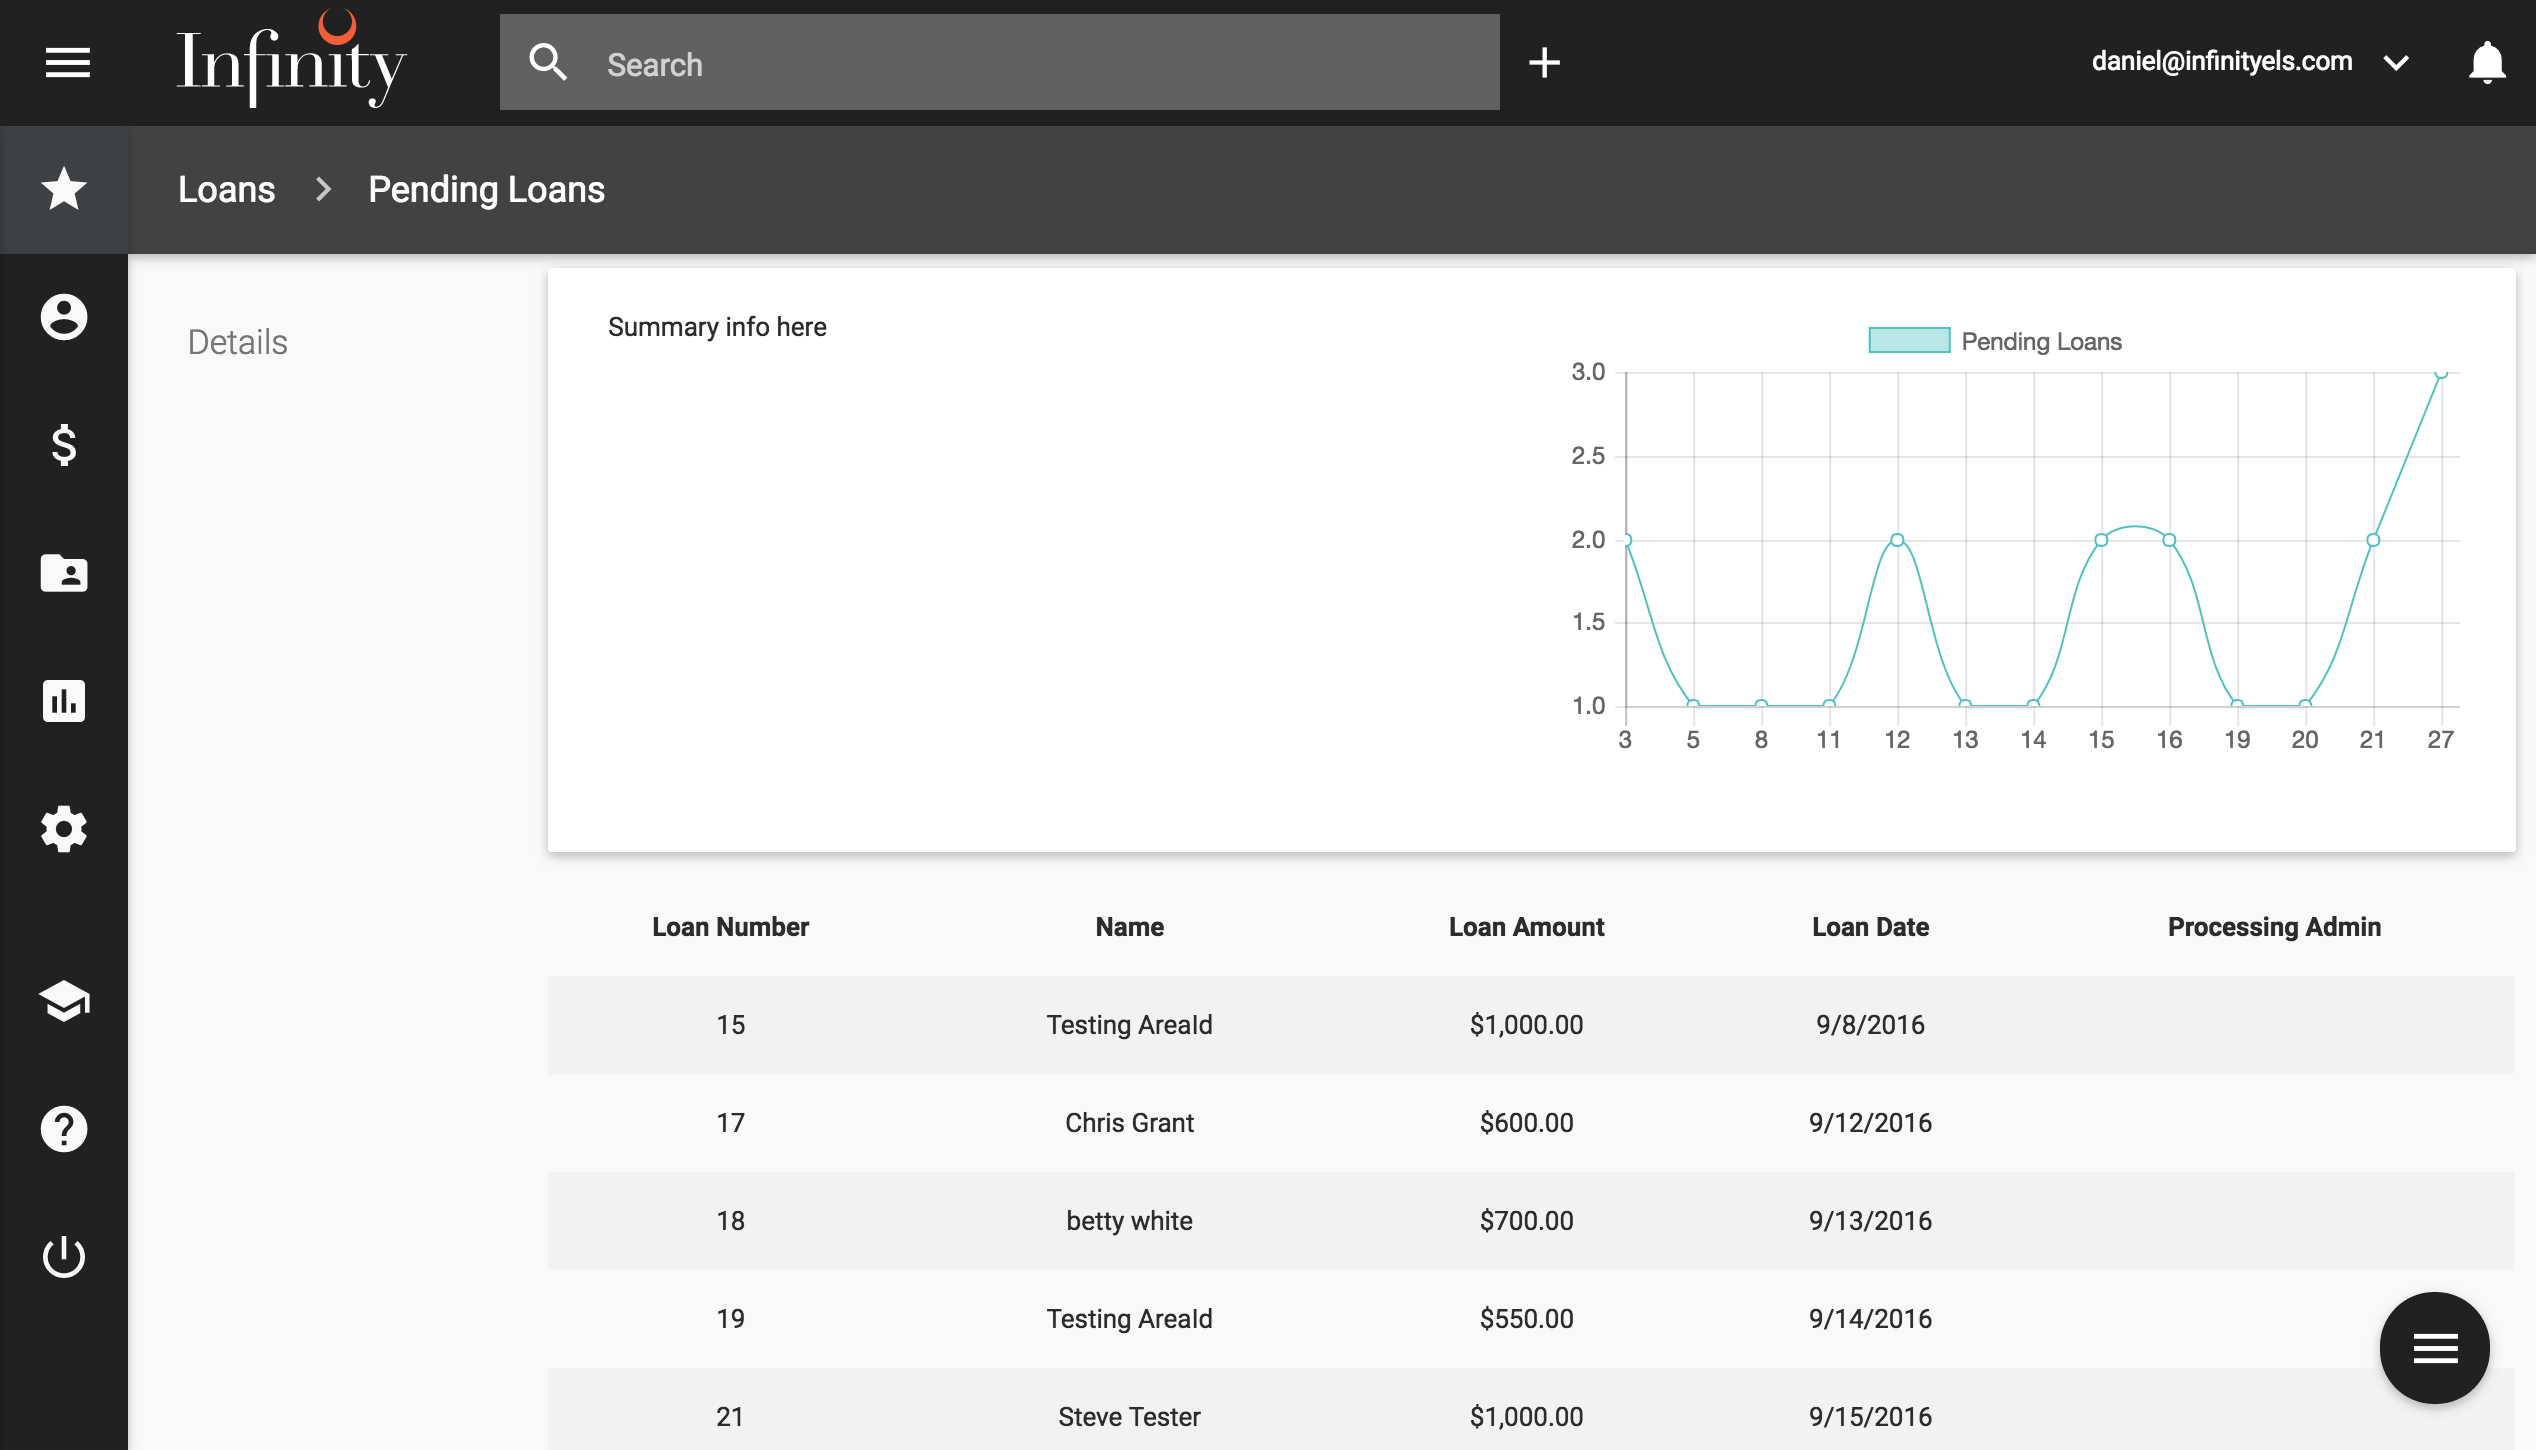 Infinity
Search
daniel@infinityels.com
Loans
Pending Loans
Details
Summary info here
Pending Loans
3.0
2.5
2.0
1.5
1.0
3 5 8 11 12 13 14 15 16 19 20 21 27
Loan Number Name Loan Amount Loan Date Processing Admin
15 Testing AreaId $1,000.00 9/8/2016
17 Chris Grant $600.00 9/12/2016
18 betty white $700.00 9/13/2016
19 Testing AreaId $550.00 9/14/2016
21 Steve Tester $1,000.00 9/15/2016